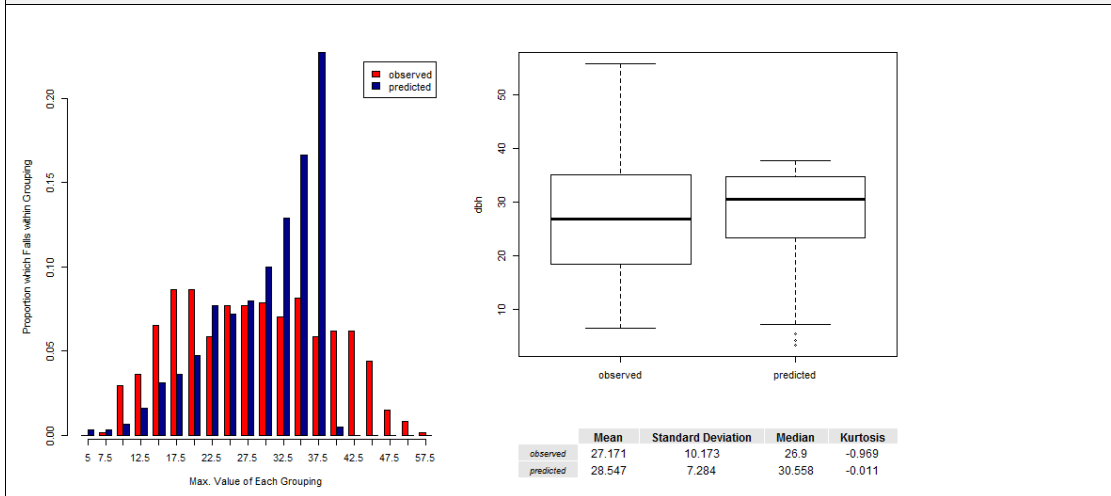 observed
predicted
0.20
0.15
0.10
0.05
0.00
Proportion which Falls within Grouping
5 7.5 12.5 17.5 22.5 27.5 32.5 37.5 42.5 47.5 57.5
Max. Value of Each Grouping
50
40
30
20
10
dbh
observed predicted
Mean Standard Deviation Median Kurtosis
observed 27.171 10.173 26.9 -0.969
predicted 28.547 7.284 30.558 -0.011